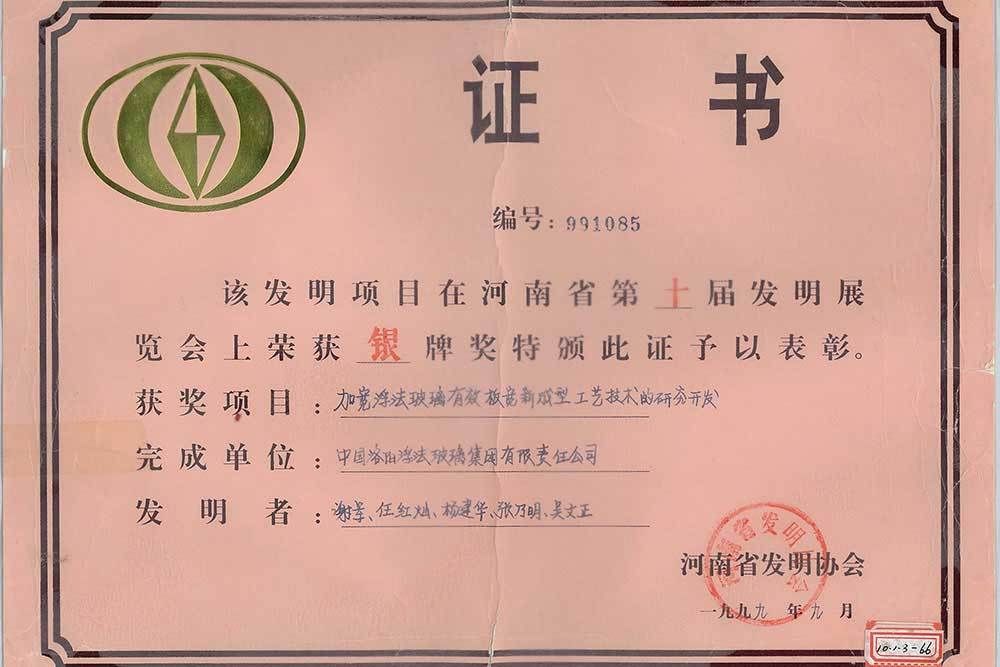 证 书
编号：991085
该发明项目在河南省第十届发明展
览会上荣获银牌奖特颁此证予以表彰。
获奖项目：加宽浮法玻璃有效板宽新成型工艺技术的研究开发
完成单位：中国洛阳浮法玻璃集团有限责任公司
发明者：谢军、任红灿、杨建华、张乃明、吴文正
河南省发明协会
一九九九年九月
10.1.3-66